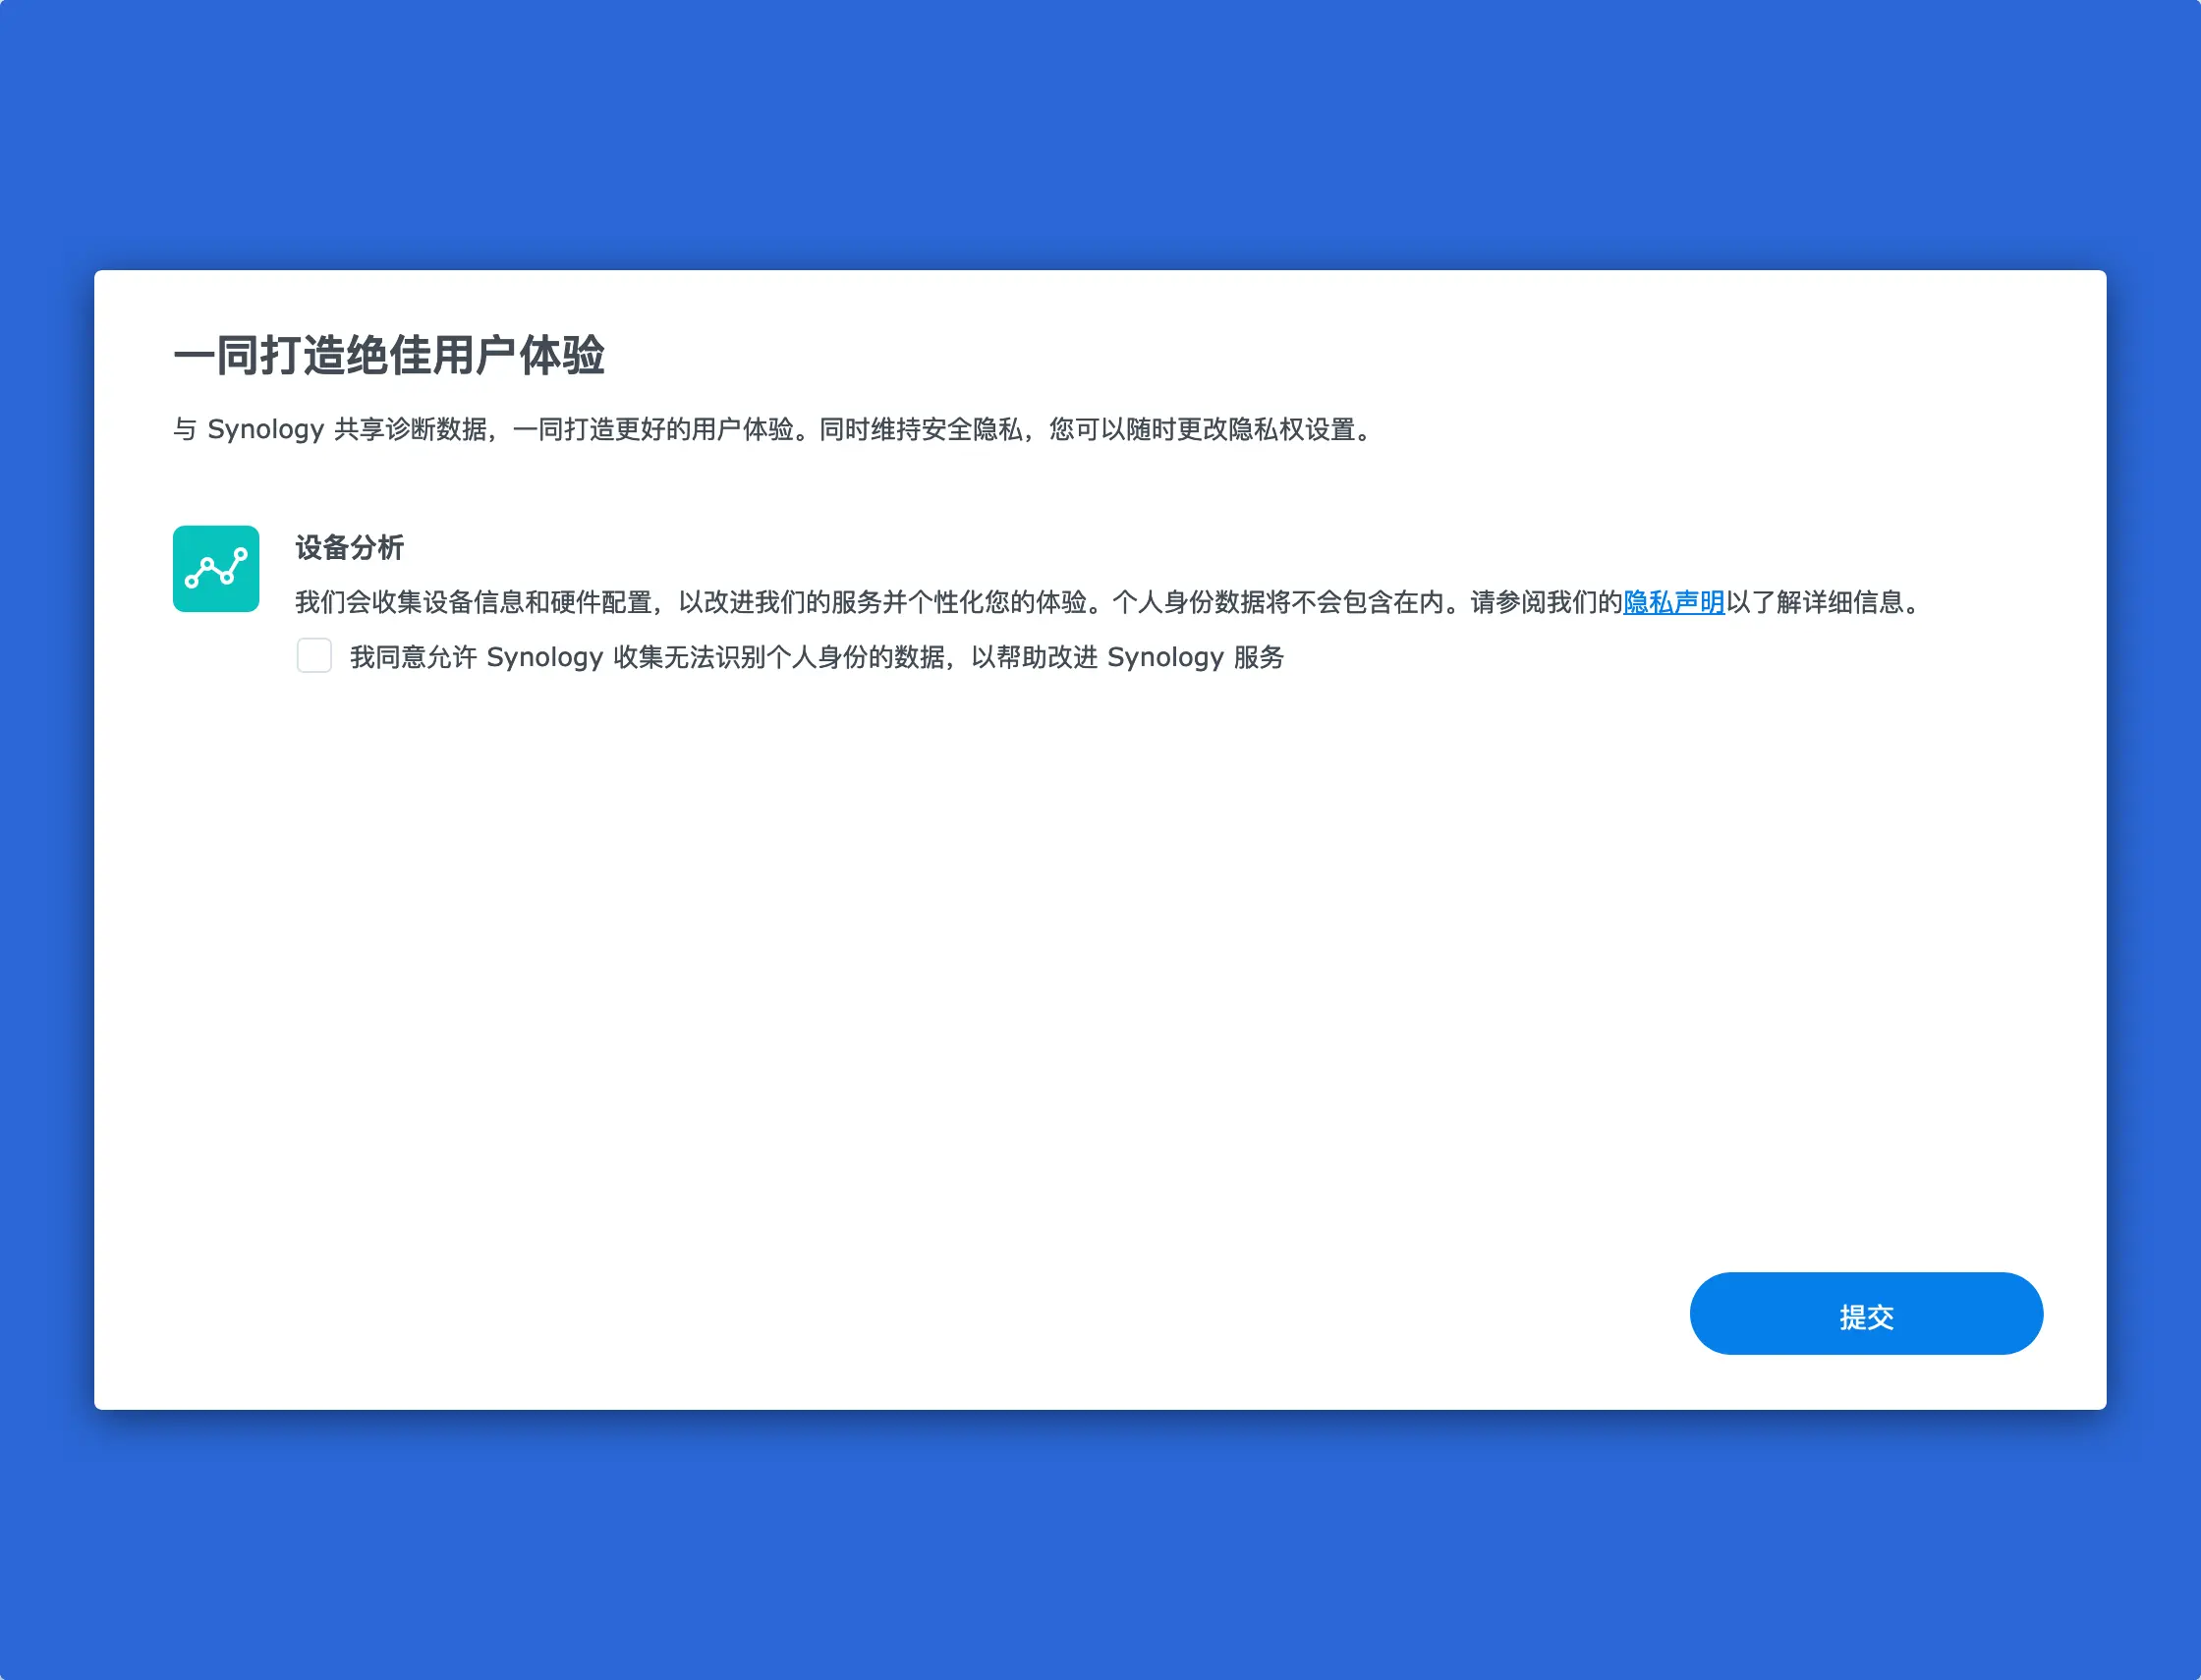 一同打造绝佳用户体验
与 Synology 共享诊断数据，一同打造更好的用户体验。同时维持安全隐私，您可以随时更改隐私权设置。
设备分析
我们会收集设备信息和硬件配置，以改进我们的服务并个性化您的体验。个人身份数据将不会包含在内。请参阅我们的隐私声明以了解详细信息。
我同意允许 Synology 收集无法识别个人身份的数据，以帮助改进 Synology 服务
提交